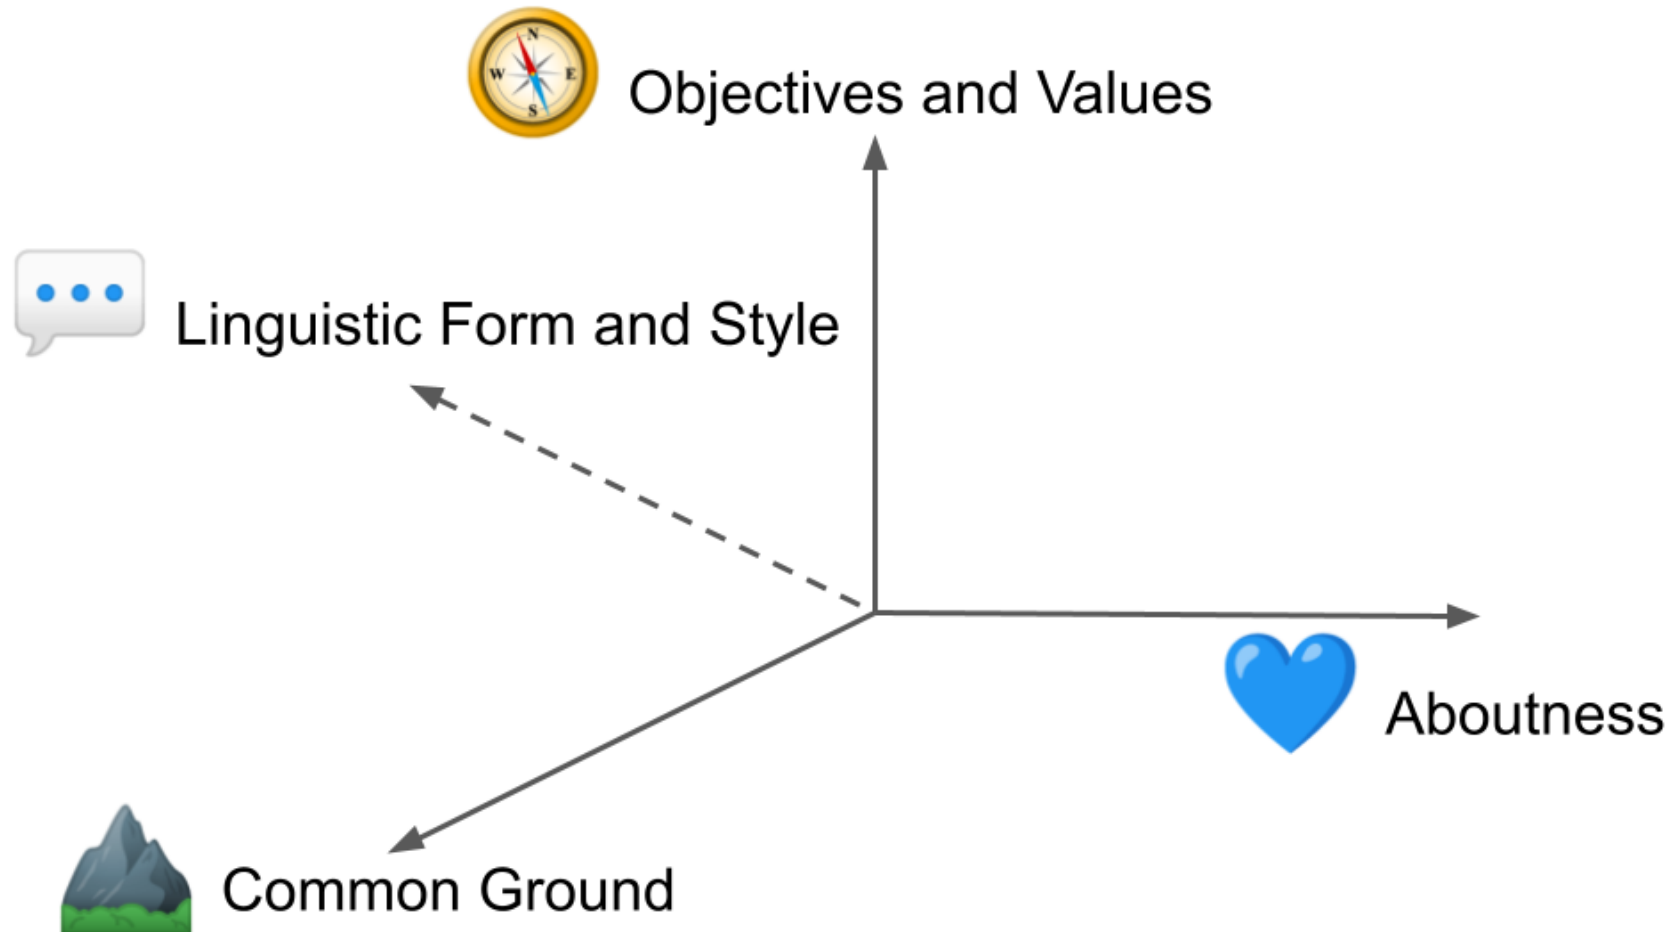 N
W E
S
Objectives and Values
Linguistic Form and Style
Aboutness
Common Ground